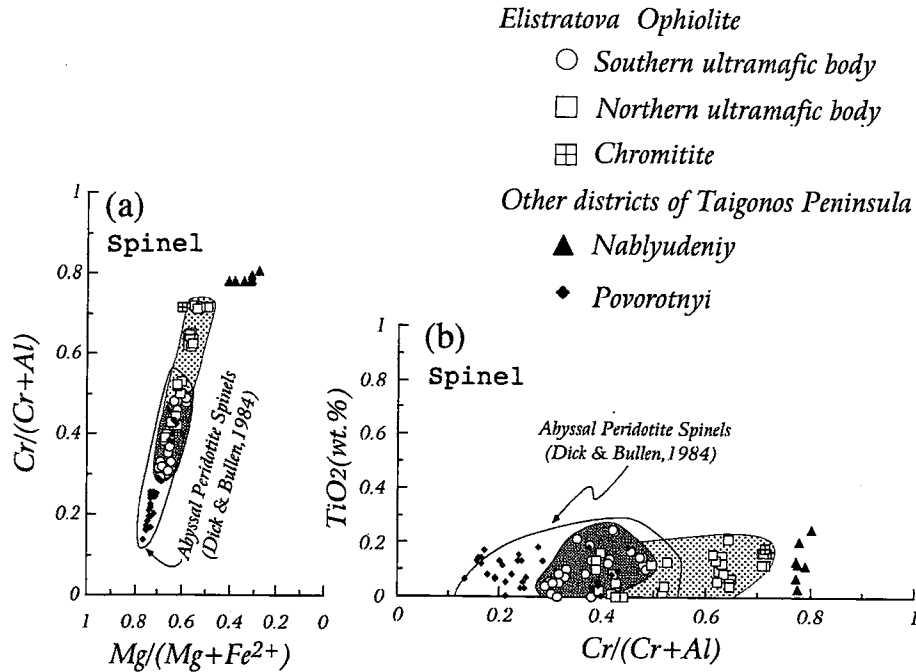 Elistratova Ophiolite
Southern ultramafic body
Northern ultramafic body
Chromitite
Other districts of Taigonos Peninsula
Nablyudeniy
Povorotnyi
(a)
Spinel
1
0.8
0.6
0.4
0.2
0
Cr/(Cr+Al)
Abyssal Peridotite Spinels
(Dick & Bullen,1984)
1 0.8 0.6 0.4 0.2 0
Mg/(Mg+Fe2+)
(b)
Spinel
1
0.8
0.6
0.4
0.2
0
TiO2(wt.%)
Abyssal Peridotite Spinels
(Dick & Bullen,1984)
0 0.2 0.4 0.6 0.8 1
Cr/(Cr+Al)